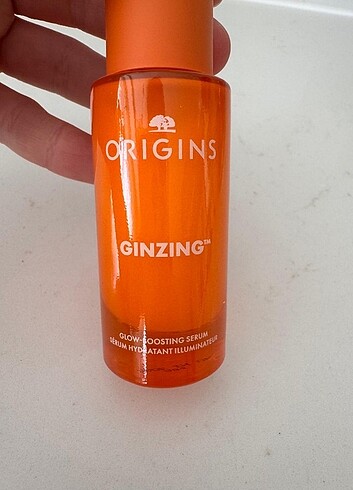 ORIGINS
GINZING™
GLOW-BOOSTING SERUM
SÉRUM HYDRATANT ILLUMINATEUR